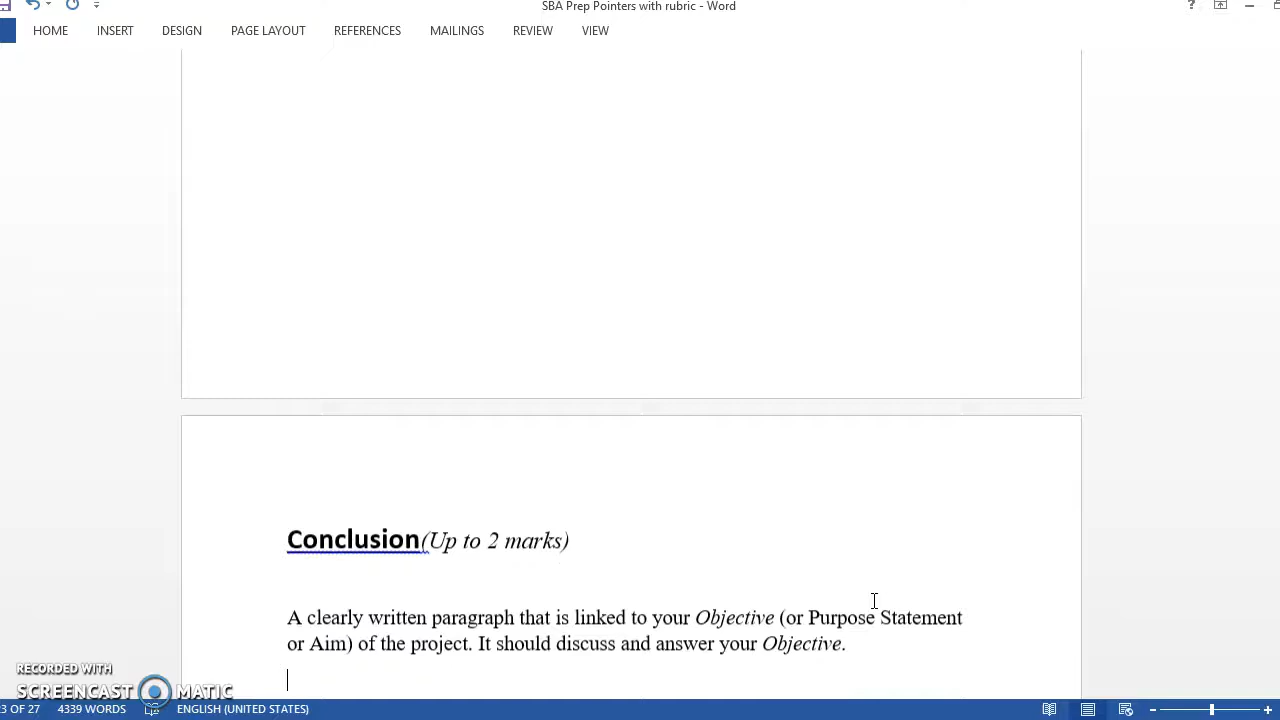 SBA Prep Pointers with rubric - Word
HOME INSERT DESIGN PAGE LAYOUT REFERENCES MAILINGS REVIEW VIEW
Conclusion(Up to 2 marks)
A clearly written paragraph that is linked to your Objective (or Purpose Statement
or Aim) of the project. It should discuss and answer your Objective.
RECORDED WITH
SCREENCAST MATIC
3 OF 27 4339 WORDS ENGLISH (UNITED STATES)